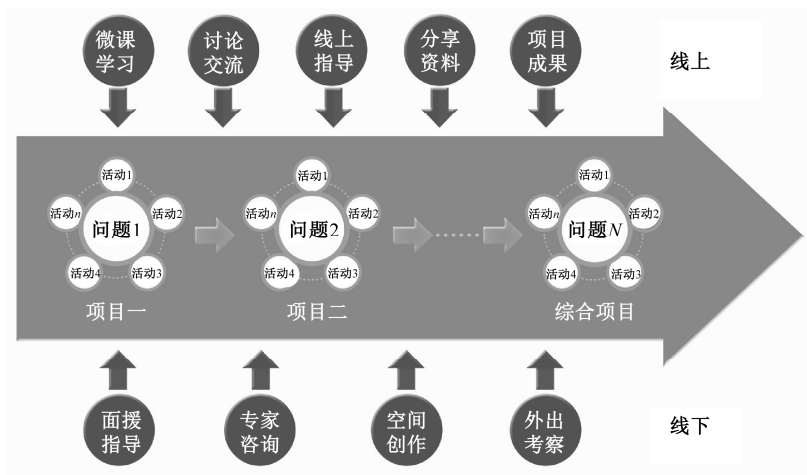 微课
学习
讨论
交流
线上
指导
分享
资料
项目
成果
线上
活动1
活动n
活动2
问题1
活动4
活动3
项目一
活动1
活动n
活动2
问题2
活动4
活动3
项目二
……
活动1
活动n
活动2
问题N
活动4
活动3
综合项目
面授
指导
专家
咨询
空间
创作
外出
考察
线下